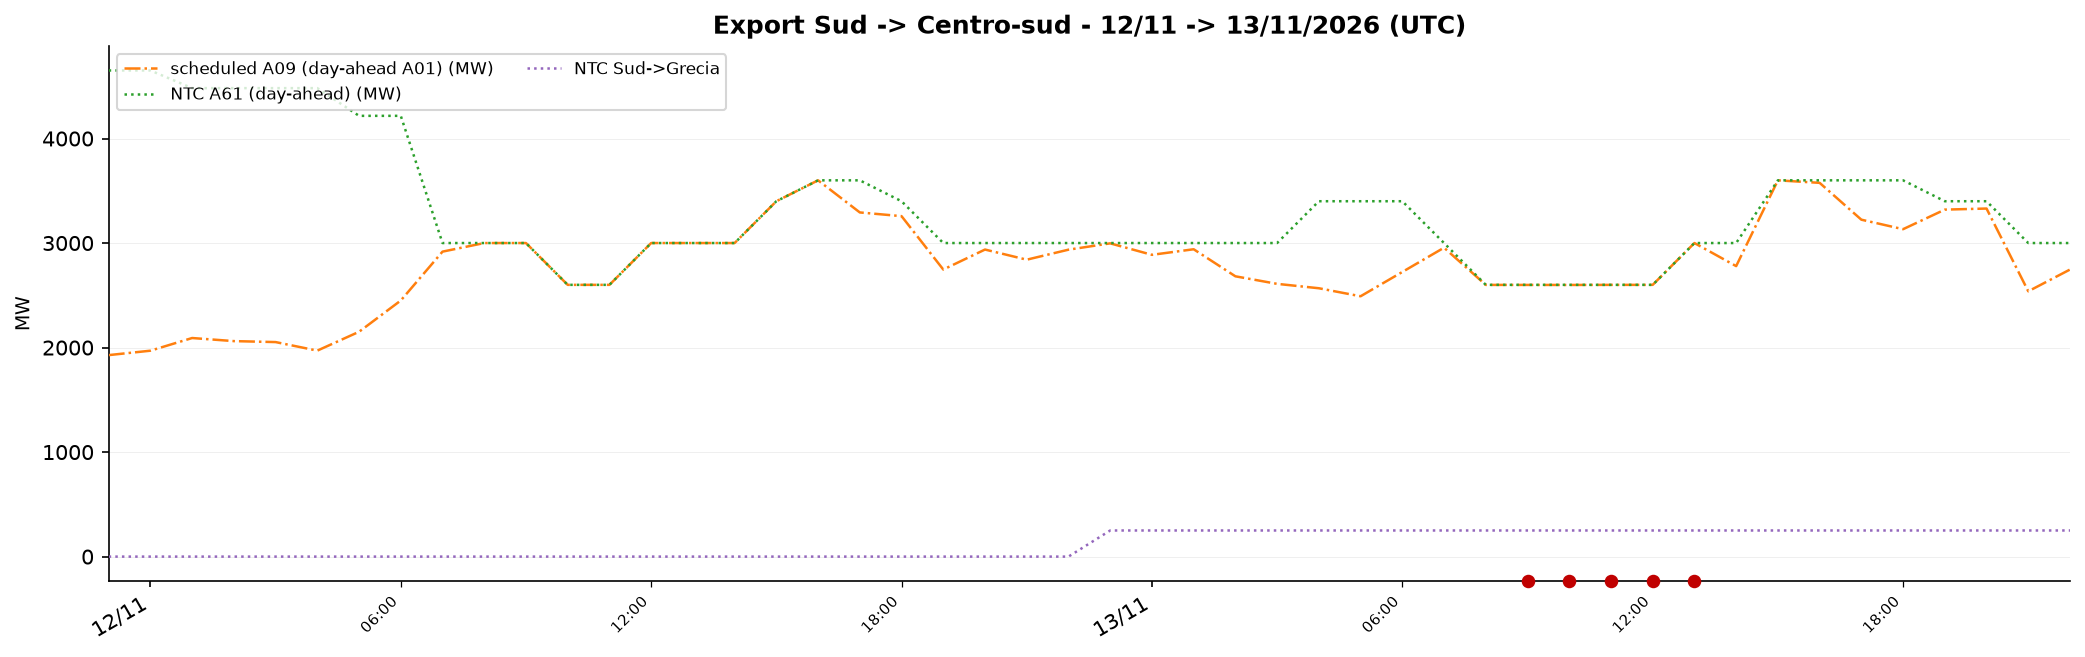 Export Sud -> Centro-sud - 12/11 -> 13/11/2026 (UTC)
scheduled A09 (day-ahead A01) (MW)
NTC A61 (day-ahead) (MW)
NTC Sud->Grecia
MW
4000
3000
2000
1000
0
12/11
06:00
12:00
18:00
13/11
06:00
12:00
18:00